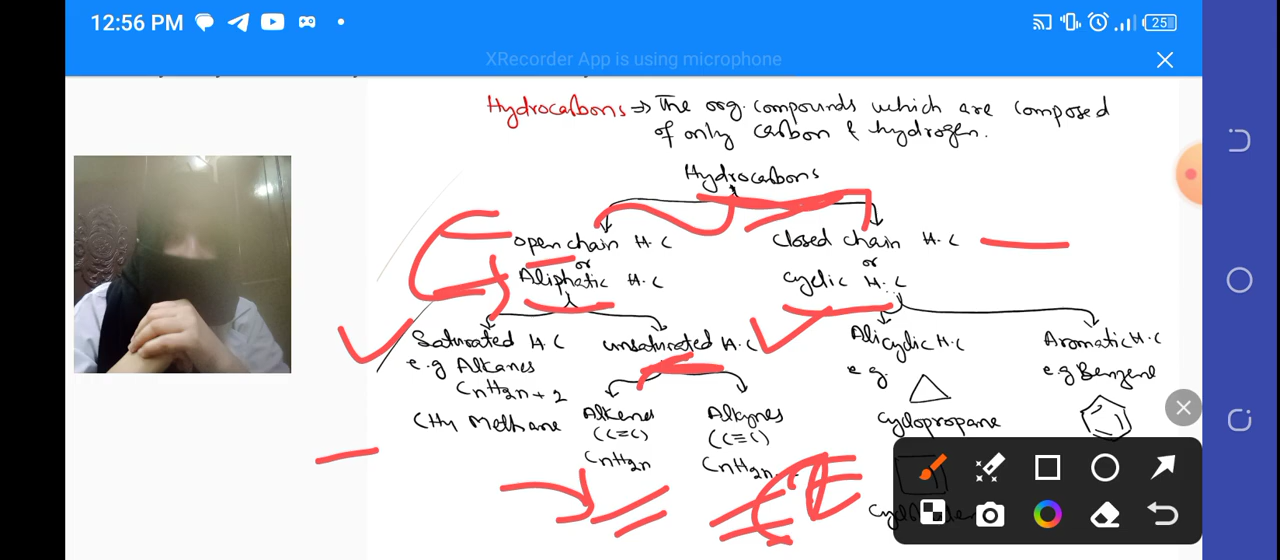 12:56 PM
25
XRecorder App is using microphone
Hydrocarbons ⇒ The org. compounds which are composed
of only carbon & hydrogen.
Hydrocarbons
open chain H.C
or
Aliphatic H.C
closed chain H.C
or
cyclic H.C
Saturated H.C
e.g Alkanes
CnH2n+2
CH4 Methane
unsaturated H.C
Alkenes
(C=C)
CnH2n
Alkynes
(C≡C)
CnH2n-
Alicyclic H.C
e g.
cyclopropane
Aromatic H.C
e g Benzene